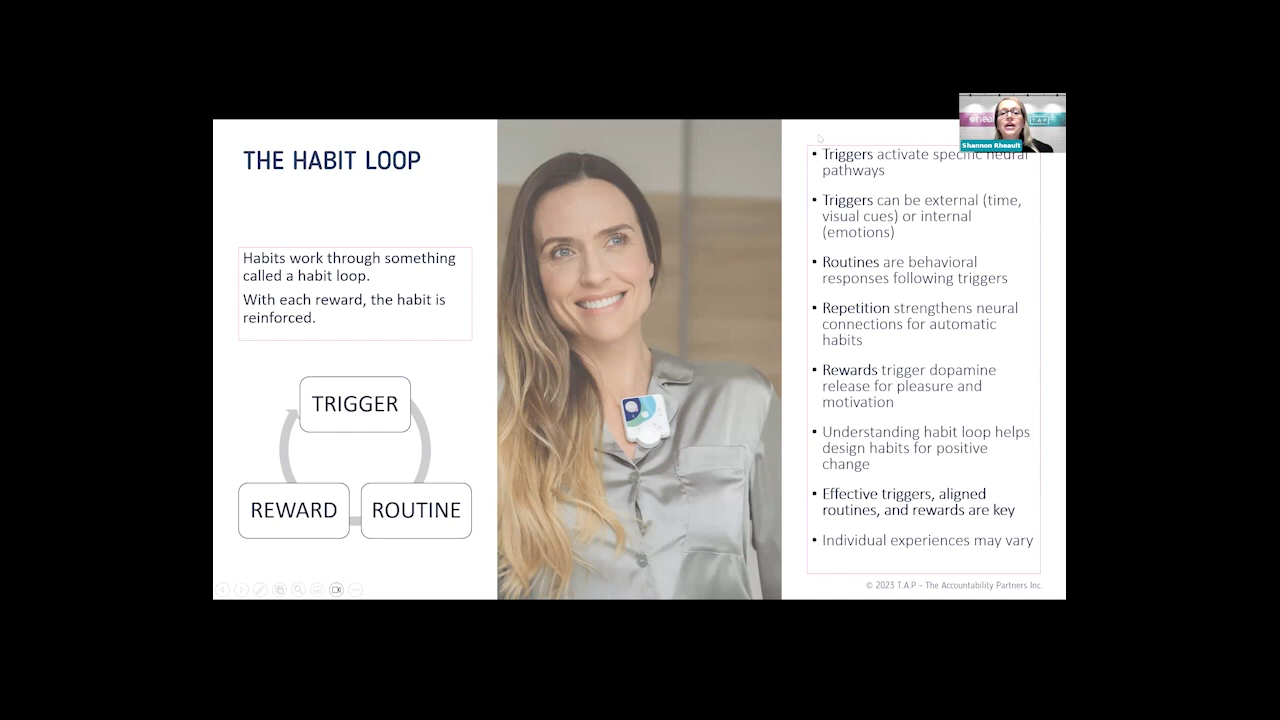 THE HABIT LOOP
Habits work through something
called a habit loop.
With each reward, the habit is
reinforced.
TRIGGER
REWARD
ROUTINE
Shannon Rheault
T.A.P
• Triggers activate specific neural
pathways
• Triggers can be external (time,
visual cues) or internal
(emotions)
• Routines are behavioral
responses following triggers
• Repetition strengthens neural
connections for automatic
habits
• Rewards trigger dopamine
release for pleasure and
motivation
• Understanding habit loop helps
design habits for positive
change
• Effective triggers, aligned
routines, and rewards are key
• Individual experiences may vary
© 2023 T.A.P - The Accountability Partners Inc.